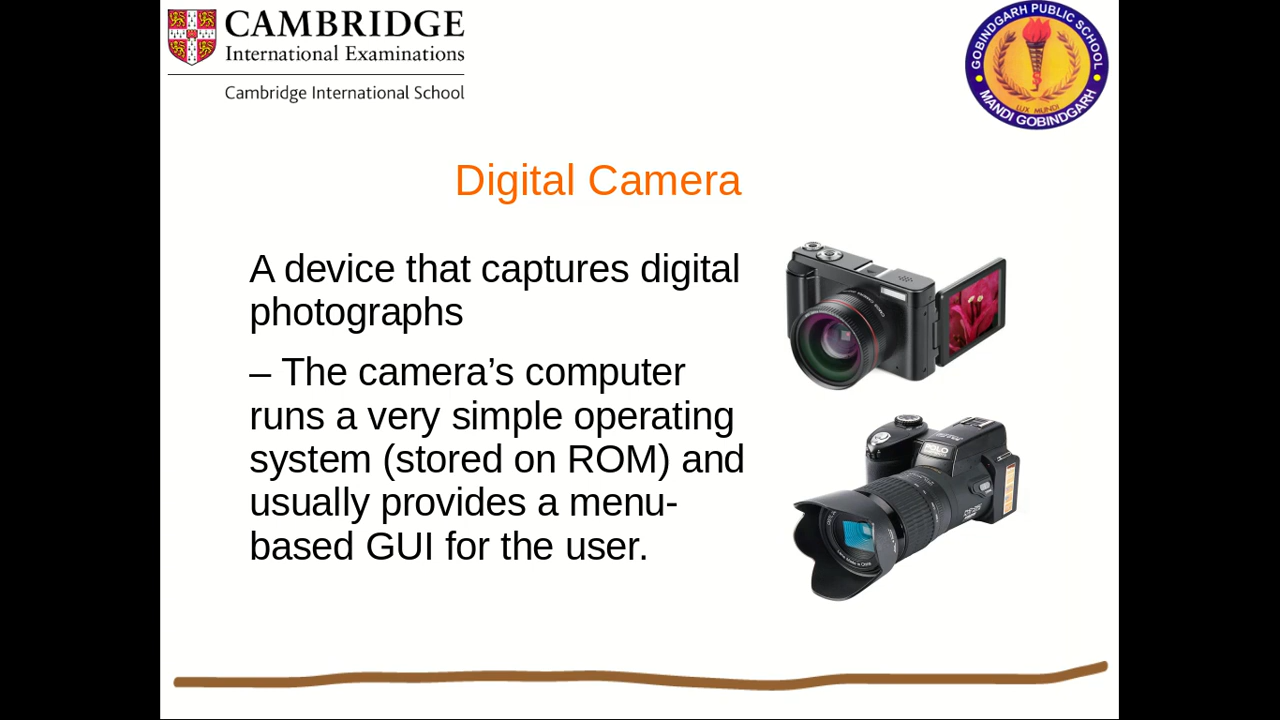 CAMBRIDGE
International Examinations
Cambridge International School
GOBINDGARH PUBLIC SCHOOL
LUX MUNDI
MANDI GOBINDGARH
Digital Camera
A device that captures digital
photographs
– The camera’s computer
runs a very simple operating
system (stored on ROM) and
usually provides a menu-
based GUI for the user.
POLO